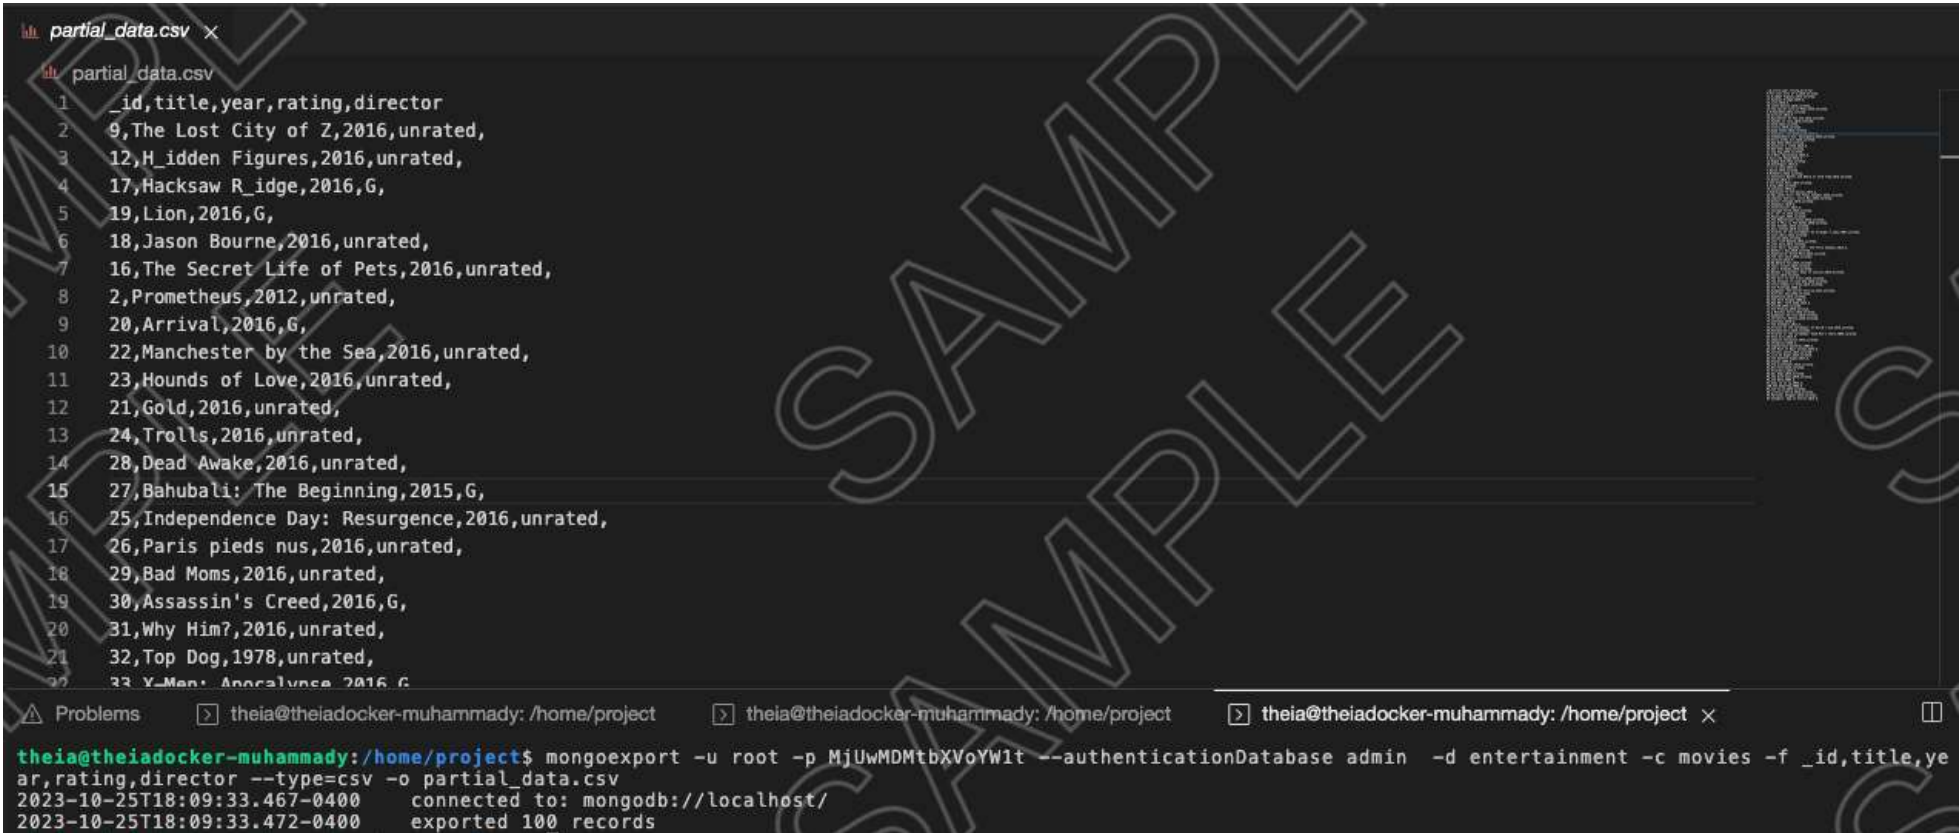 partial_data.csv
partial_data.csv
1 _id,title,year,rating,director
2 9,The Lost City of Z,2016,unrated,
3 12,H_idden Figures,2016,unrated,
4 17,Hacksaw R_idge,2016,G,
5 19,Lion,2016,G,
6 18,Jason Bourne,2016,unrated,
7 16,The Secret Life of Pets,2016,unrated,
8 2,Prometheus,2012,unrated,
9 20,Arrival,2016,G,
10 22,Manchester by the Sea,2016,unrated,
11 23,Hounds of Love,2016,unrated,
12 21,Gold,2016,unrated,
13 24,Trolls,2016,unrated,
14 28,Dead Awake,2016,unrated,
15 27,Bahubali: The Beginning,2015,G,
16 25,Independence Day: Resurgence,2016,unrated,
17 26,Paris pieds nus,2016,unrated,
18 29,Bad Moms,2016,unrated,
19 30,Assassin's Creed,2016,G,
20 31,Why Him?,2016,unrated,
21 32,Top Dog,1978,unrated,
22 33,X-Men: Apocalypse,2016,G,
Problems theia@theiadocker-muhammady: /home/project theia@theiadocker-muhammady: /home/project theia@theiadocker-muhammady: /home/project
theia@theiadocker-muhammady:/home/project$ mongoexport -u root -p MjUwMDMtbXVoYW1t --authenticationDatabase admin  -d entertainment -c movies -f _id,title,ye
ar,rating,director --type=csv -o partial_data.csv
2023-10-25T18:09:33.467-0400 connected to: mongodb://localhost/
2023-10-25T18:09:33.472-0400 exported 100 records
SAMPLE
SAMPLE
SAMPLE